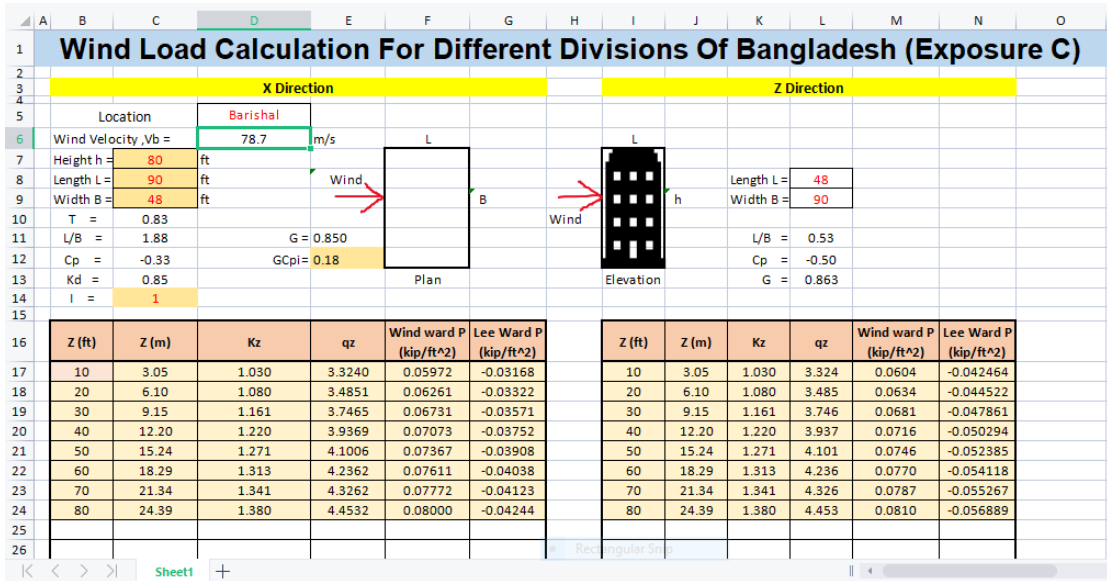 A B C D E F G H I J K L M N O
1 Wind Load Calculation For Different Divisions Of Bangladesh (Exposure C)
2
3 X Direction Z Direction
4
5 Location Barishal
6 Wind Velocity ,Vb = 78.7 m/s L L
7 Height h = 80 ft
8 Length L = 90 ft Wind Length L = 48
9 Width B = 48 ft B h Width B = 90
10 T = 0.83 Wind
11 L/B = 1.88 G = 0.850 L/B = 0.53
12 Cp = -0.33 GCpi= 0.18 Cp = -0.50
13 Kd = 0.85 Plan Elevation G = 0.863
14 I = 1
15
16 Z (ft) Z (m) Kz qz Wind ward P (kip/ft^2) Lee Ward P (kip/ft^2) Z (ft) Z (m) Kz qz Wind ward P (kip/ft^2) Lee Ward P (kip/ft^2)
17 10 3.05 1.030 3.3240 0.05972 -0.03168 10 3.05 1.030 3.324 0.0604 -0.042464
18 20 6.10 1.080 3.4851 0.06261 -0.03322 20 6.10 1.080 3.485 0.0634 -0.044522
19 30 9.15 1.161 3.7465 0.06731 -0.03571 30 9.15 1.161 3.746 0.0681 -0.047861
20 40 12.20 1.220 3.9369 0.07073 -0.03752 40 12.20 1.220 3.937 0.0716 -0.050294
21 50 15.24 1.271 4.1006 0.07367 -0.03908 50 15.24 1.271 4.101 0.0746 -0.052385
22 60 18.29 1.313 4.2362 0.07611 -0.04038 60 18.29 1.313 4.236 0.0770 -0.054118
23 70 21.34 1.341 4.3262 0.07772 -0.04123 70 21.34 1.341 4.326 0.0787 -0.055267
24 80 24.39 1.380 4.4532 0.08000 -0.04244 80 24.39 1.380 4.453 0.0810 -0.056889
25
26 Rectangular Snip
Sheet1